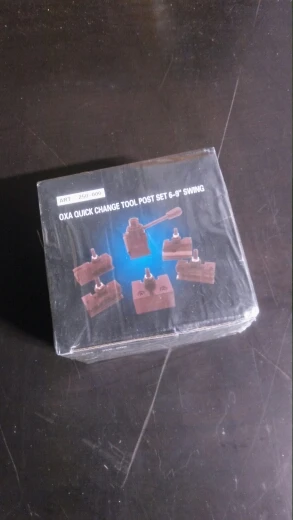 OXA QUICK CHANGE TOOL POST SET 6-9" SWING